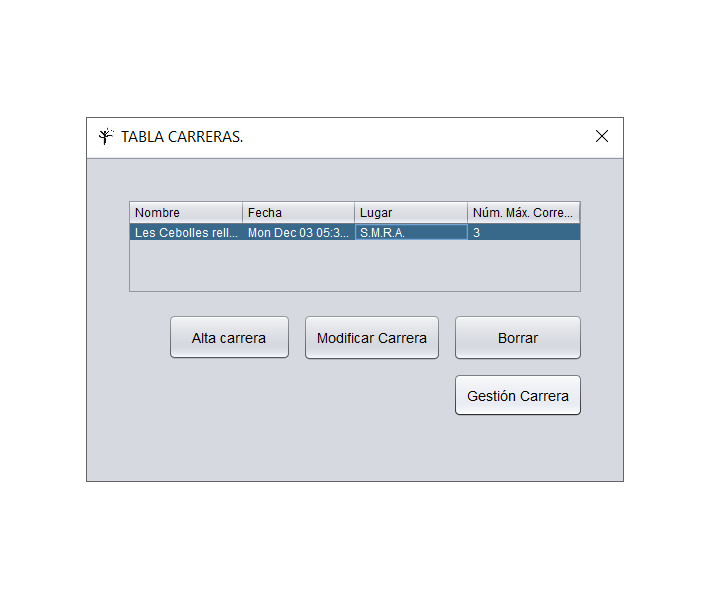 TABLA CARRERAS.
Nombre Fecha Lugar Núm. Máx. Corre...
Les Cebolles rell... Mon Dec 03 05:3... S.M.R.A. 3
Alta carrera Modificar Carrera Borrar
Gestión Carrera